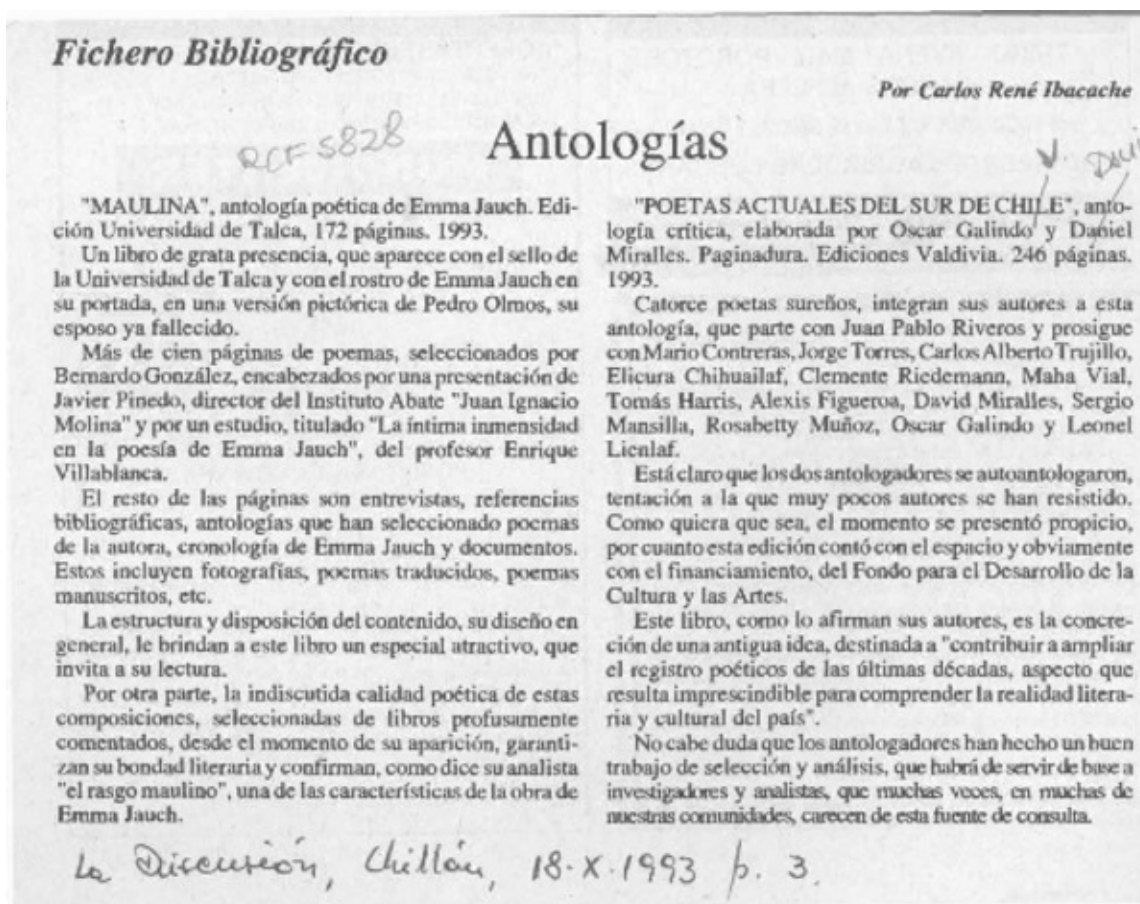 Fichero Bibliográfico
Por Carlos René Ibacache
RCF 5828
Antologías
"MAULINA", antología poética de Emma Jauch. Edi-
ción Universidad de Talca, 172 páginas. 1993.
Un libro de grata presencia, que aparece con el sello de
la Universidad de Talca y con el rostro de Emma Jauch en
su portada, en una versión pictórica de Pedro Olmos, su
esposo ya fallecido.
Más de cien páginas de poemas, seleccionados por
Bernardo González, encabezados por una presentación de
Javier Pinedo, director del Instituto Abate "Juan Ignacio
Molina" y por un estudio, titulado "La íntima inmensidad
en la poesía de Emma Jauch", del profesor Enrique
Villablanca.
El resto de las páginas son entrevistas, referencias
bibliográficas, antologías que han seleccionado poemas
de la autora, cronología de Emma Jauch y documentos.
Estos incluyen fotografías, poemas traducidos, poemas
manuscritos, etc.
La estructura y disposición del contenido, su diseño en
general, le brindan a este libro un especial atractivo, que
invita a su lectura.
Por otra parte, la indiscutida calidad poética de estas
composiciones, seleccionadas de libros profusamente
comentados, desde el momento de su aparición, garanti-
zan su bondad literaria y confirman, como dice su analista
"el rasgo maulino", una de las características de la obra de
Emma Jauch.
"POETAS ACTUALES DEL SUR DE CHILE", anto-
logía crítica, elaborada por Oscar Galindo y Daniel
Miralles. Paginadura. Ediciones Valdivia. 246 páginas.
1993.
Catorce poetas sureños, integran sus autores a esta
antología, que parte con Juan Pablo Riveros y prosigue
con Mario Contreras, Jorge Torres, Carlos Alberto Trujillo,
Elicura Chihuailaf, Clemente Riedemann, Maha Vial,
Tomás Harris, Alexis Figueroa, David Miralles, Sergio
Mansilla, Rosabetty Muñoz, Oscar Galindo y Leonel
Lienlaf.
Está claro que los dos antologadores se autoantologaron,
tentación a la que muy pocos autores se han resistido.
Como quiera que sea, el momento se presentó propicio,
por cuanto esta edición contó con el espacio y obviamente
con el financiamiento, del Fondo para el Desarrollo de la
Cultura y las Artes.
Este libro, como lo afirman sus autores, es la concre-
ción de una antigua idea, destinada a "contribuir a ampliar
el registro poéticos de las últimas décadas, aspecto que
resulta imprescindible para comprender la realidad litera-
ria y cultural del país".
No cabe duda que los antologadores han hecho un buen
trabajo de selección y análisis, que habrá de servir de base a
investigadores y analistas, que muchas veces, en muchas de
nuestras comunidades, carecen de esta fuente de consulta.
La Discusión, Chillán, 18.X.1993 p. 3.